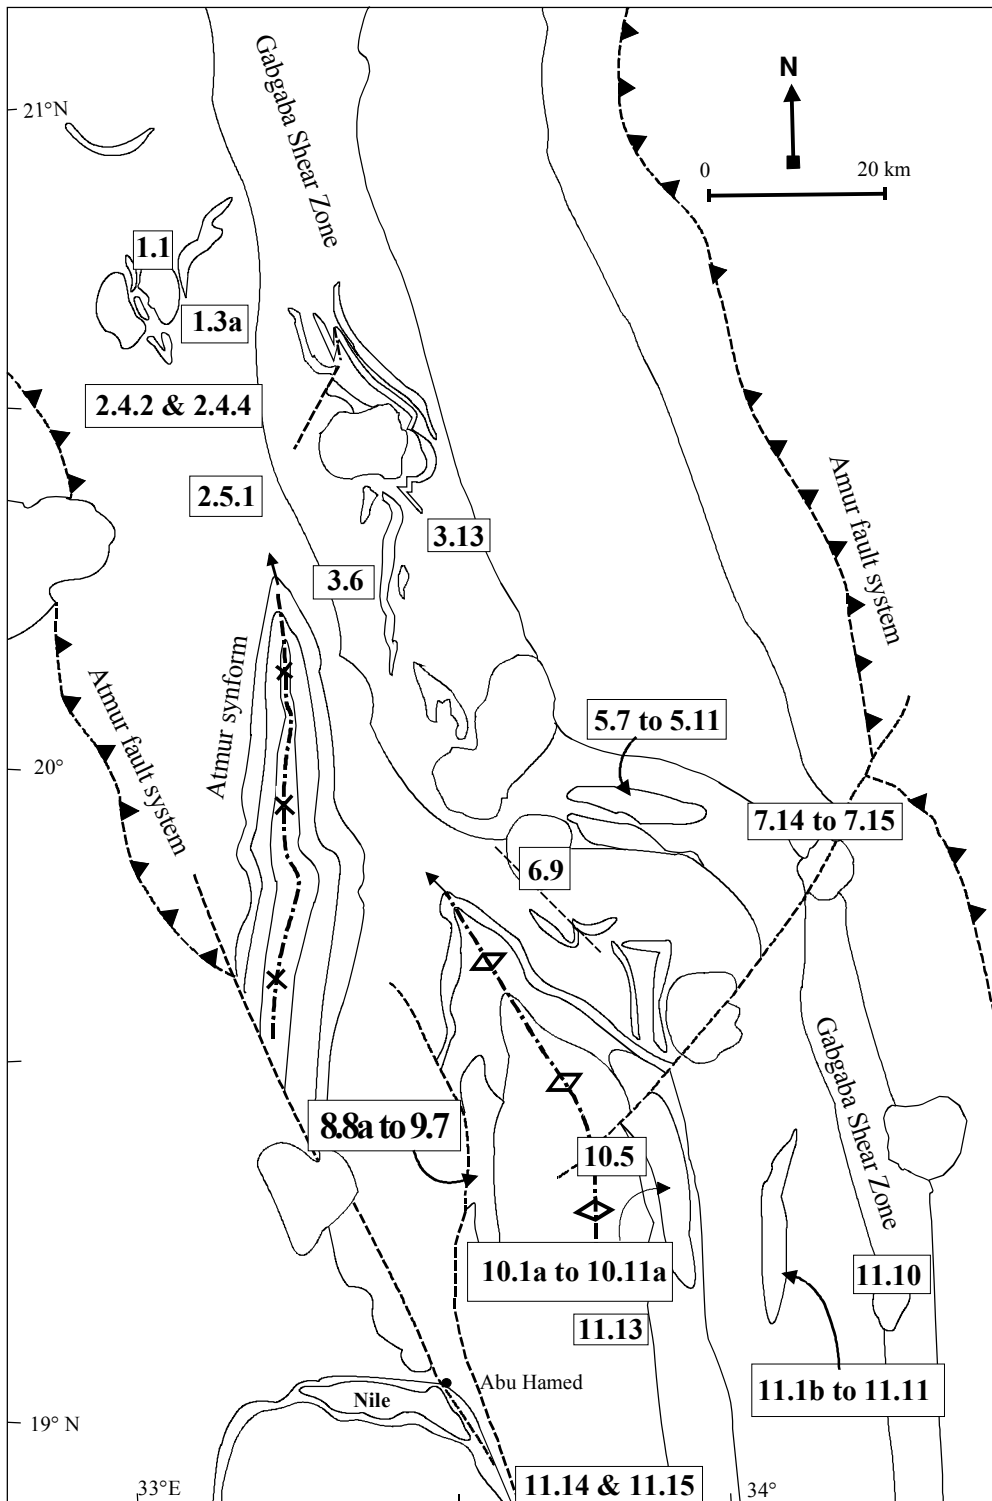 Gabgaba Shear Zone
N
21°N
0
20 km
1.1
1.3a
2.4.2 & 2.4.4
2.5.1
3.13
Amur fault system
3.6
Atmur synform
Atmur fault system
5.7 to 5.11
20°
7.14 to 7.15
6.9
Gabgaba Shear Zone
8.8a to 9.7
10.5
10.1a to 10.11a
11.10
11.13
11.1b to 11.11
Abu Hamed
Nile
19° N
33°E
11.14 & 11.15
34°